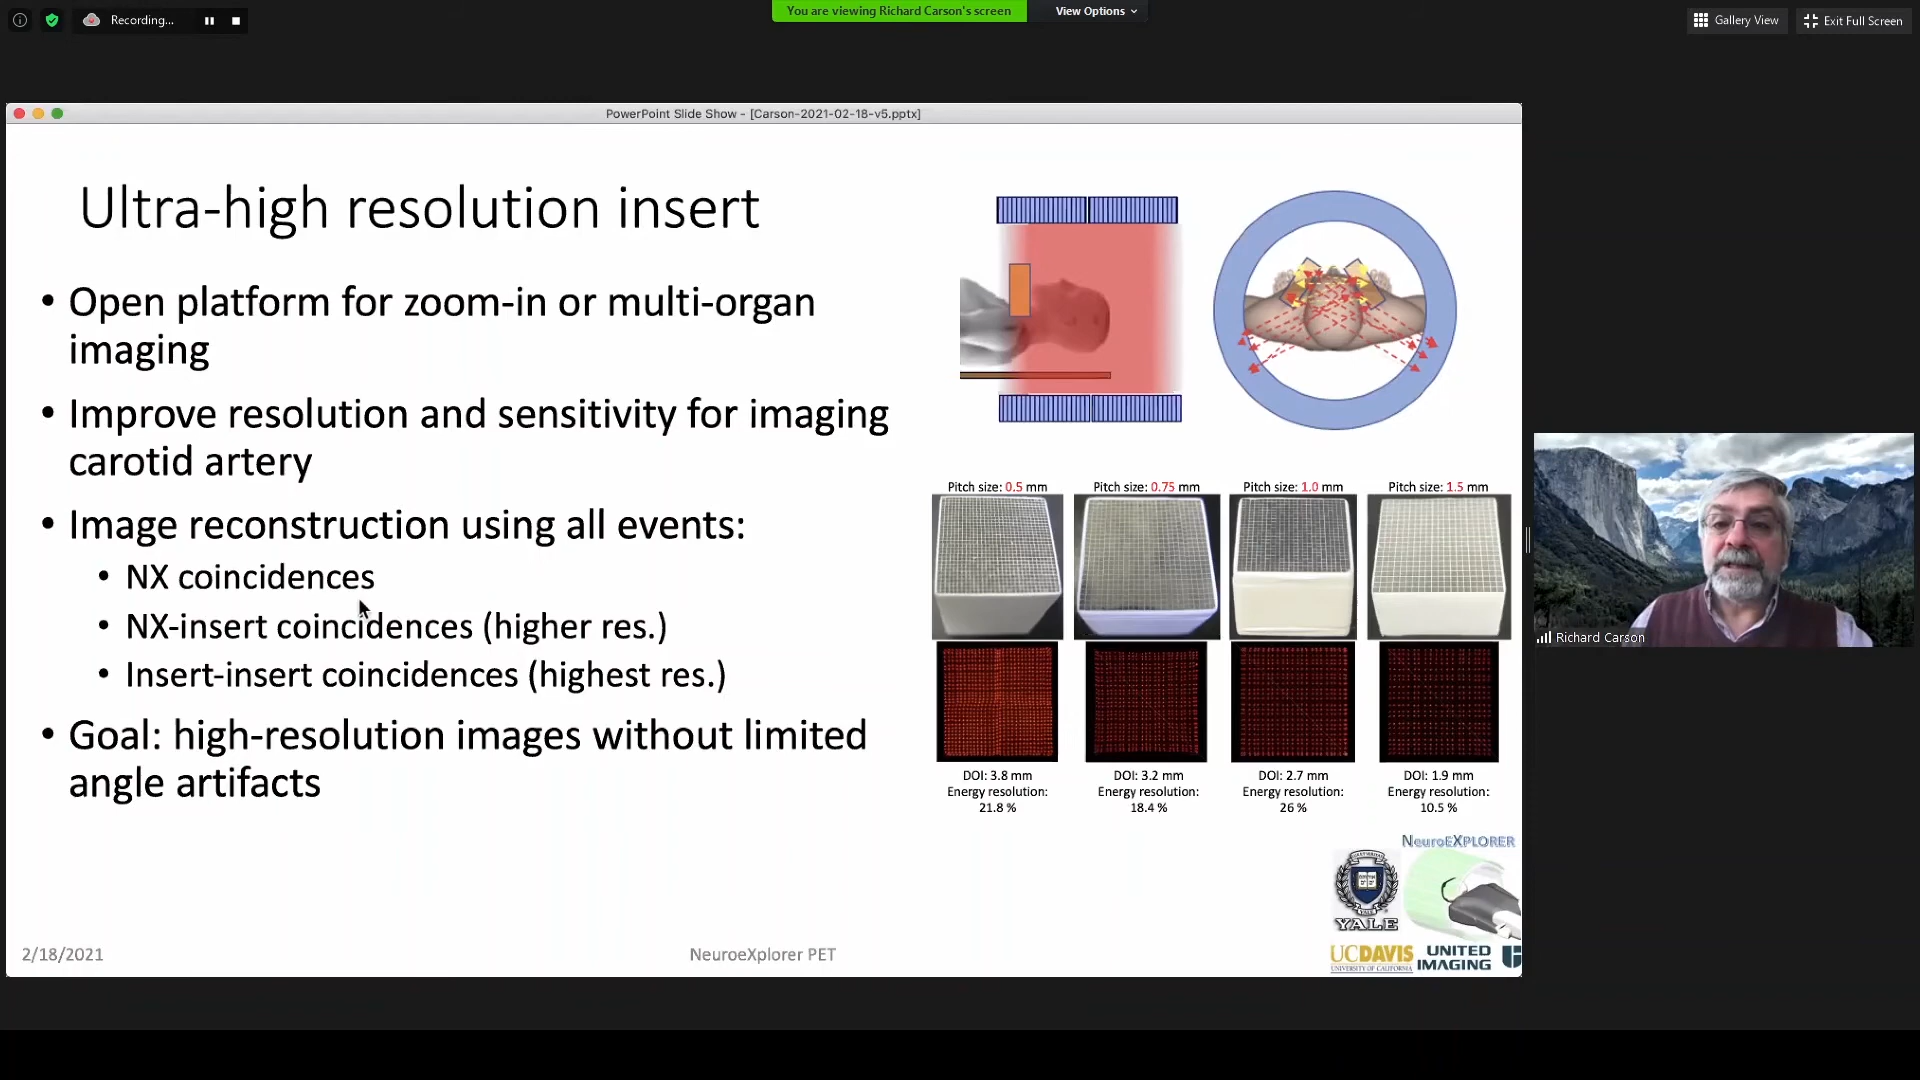 Recording...
You are viewing Richard Carson's screen
View Options
Gallery View
Exit Full Screen
PowerPoint Slide Show - [Carson-2021-02-18-v5.pptx]
Ultra-high resolution insert
• Open platform for zoom-in or multi-organ
imaging
• Improve resolution and sensitivity for imaging
carotid artery
• Image reconstruction using all events:
• NX coincidences
• NX-insert coincidences (higher res.)
• Insert-insert coincidences (highest res.)
• Goal: high-resolution images without limited
angle artifacts
Pitch size: 0.5 mm
Pitch size: 0.75 mm
Pitch size: 1.0 mm
Pitch size: 1.5 mm
DOI: 3.8 mm
Energy resolution:
21.8 %
DOI: 3.2 mm
Energy resolution:
18.4 %
DOI: 2.7 mm
Energy resolution:
26 %
DOI: 1.9 mm
Energy resolution:
10.5 %
NeuroEXPLORER
YALE
UCDAVIS
UNIVERSITY OF CALIFORNIA
UNITED
IMAGING
2/18/2021
NeuroeXplorer PET
Richard Carson